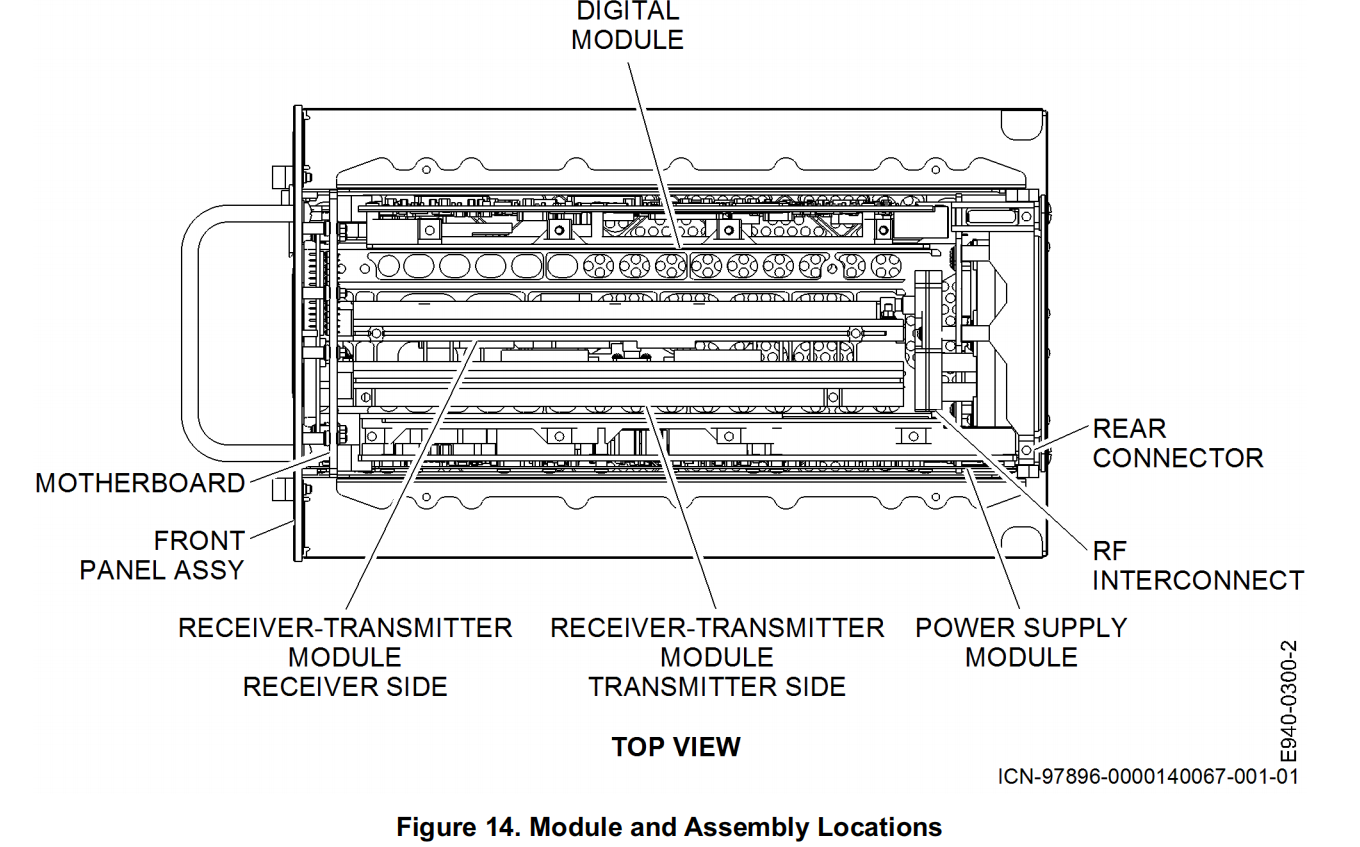 DIGITAL
MODULE
REAR
CONNECTOR
MOTHERBOARD
FRONT
PANEL ASSY
RF
INTERCONNECT
RECEIVER-TRANSMITTER
MODULE
RECEIVER SIDE
RECEIVER-TRANSMITTER
MODULE
TRANSMITTER SIDE
POWER SUPPLY
MODULE
E940-0300-2
TOP VIEW
ICN-97896-0000140067-001-01
Figure 14. Module and Assembly Locations